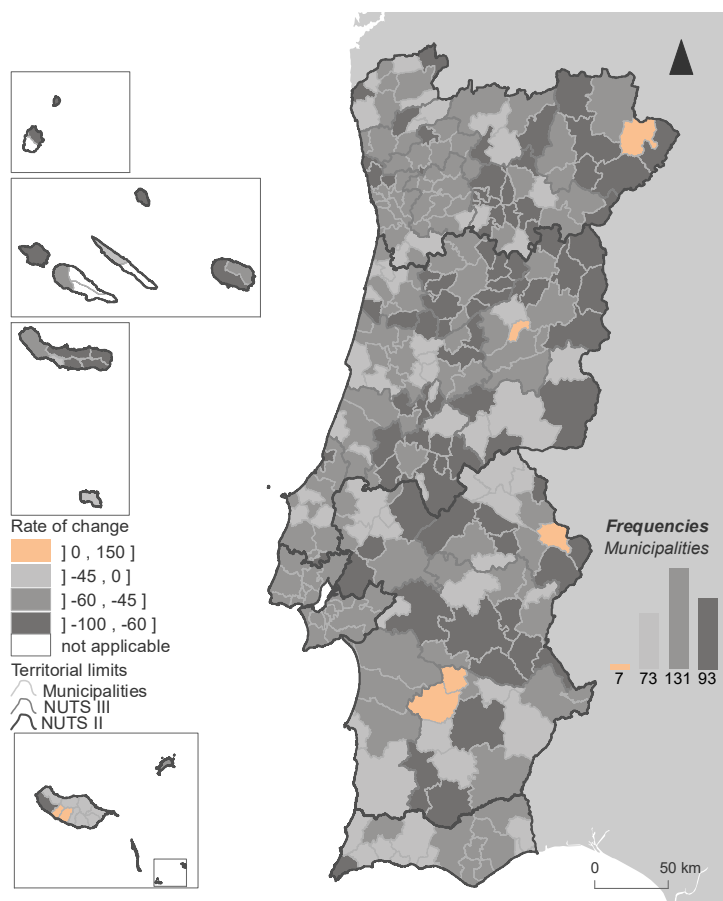 Rate of change
] 0 , 150 ]
] -45 , 0 ]
] -60 , -45 ]
] -100 , -60 ]
not applicable
Territorial limits
Municipalities
NUTS III
NUTS II
Frequencies
Municipalities
7 73 131 93
0 50 km